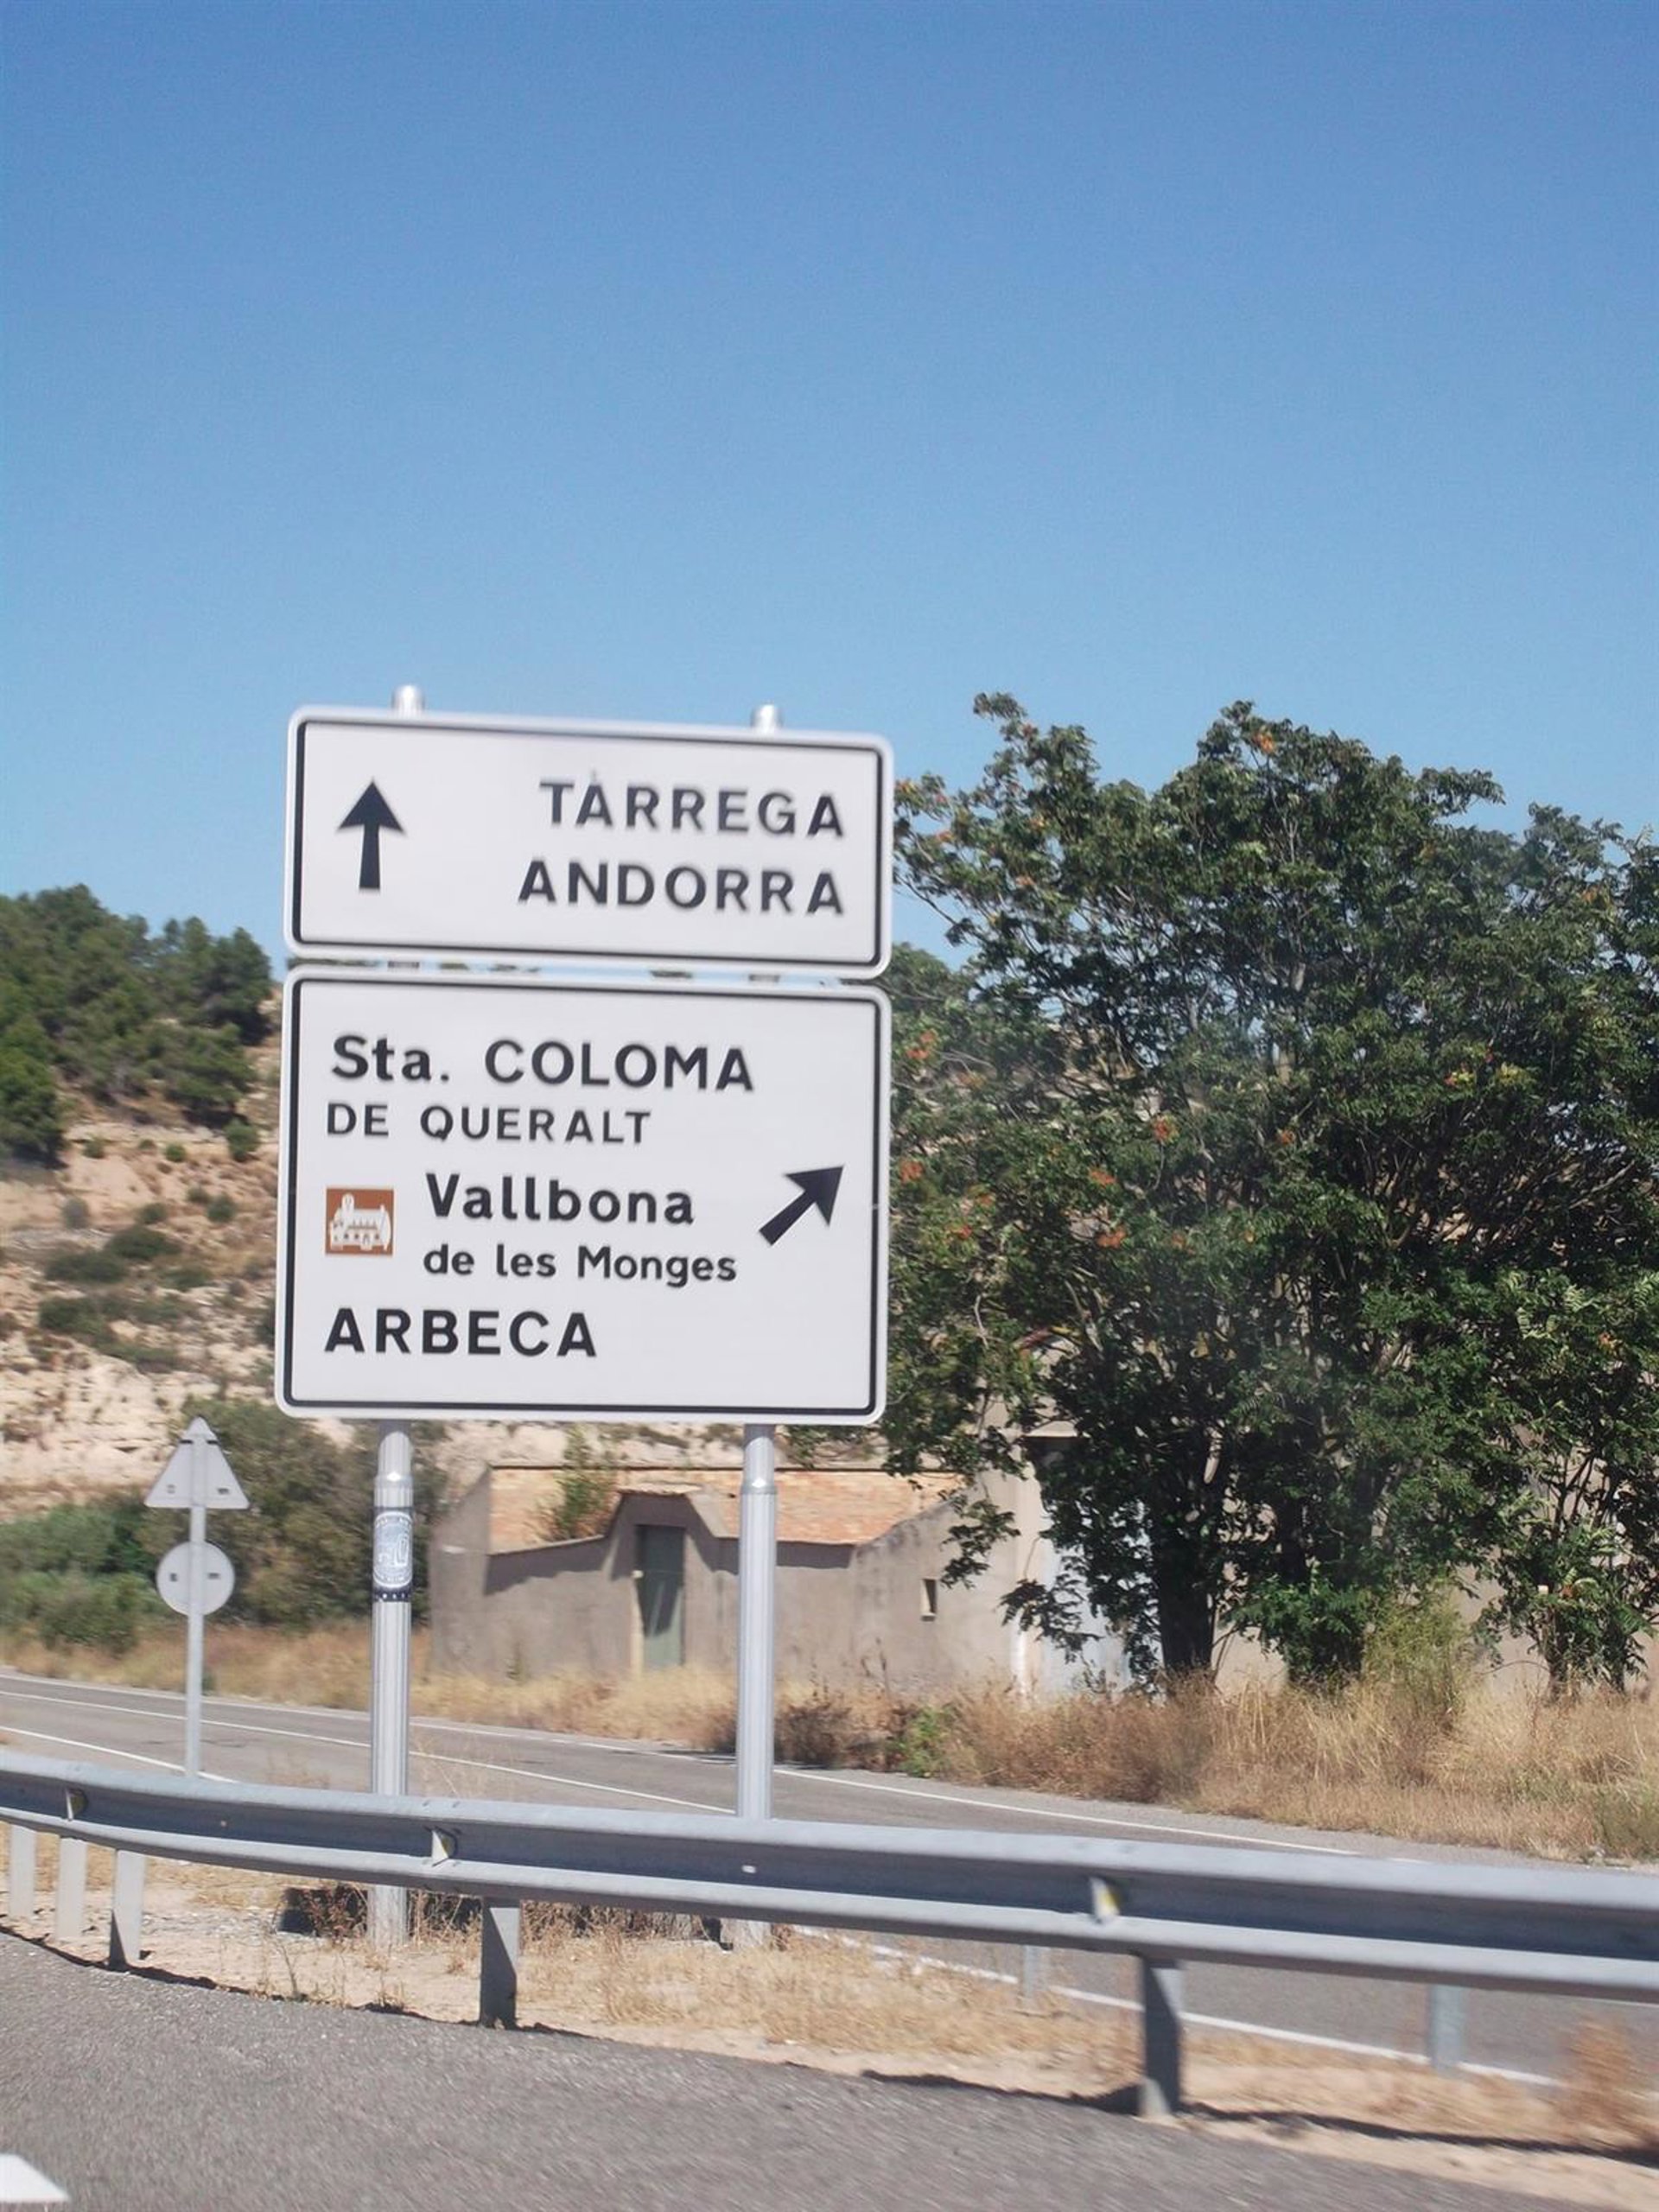 TÀRREGA
ANDORRA
Sta. COLOMA
DE QUERALT
Vallbona
de les Monges
ARBECA